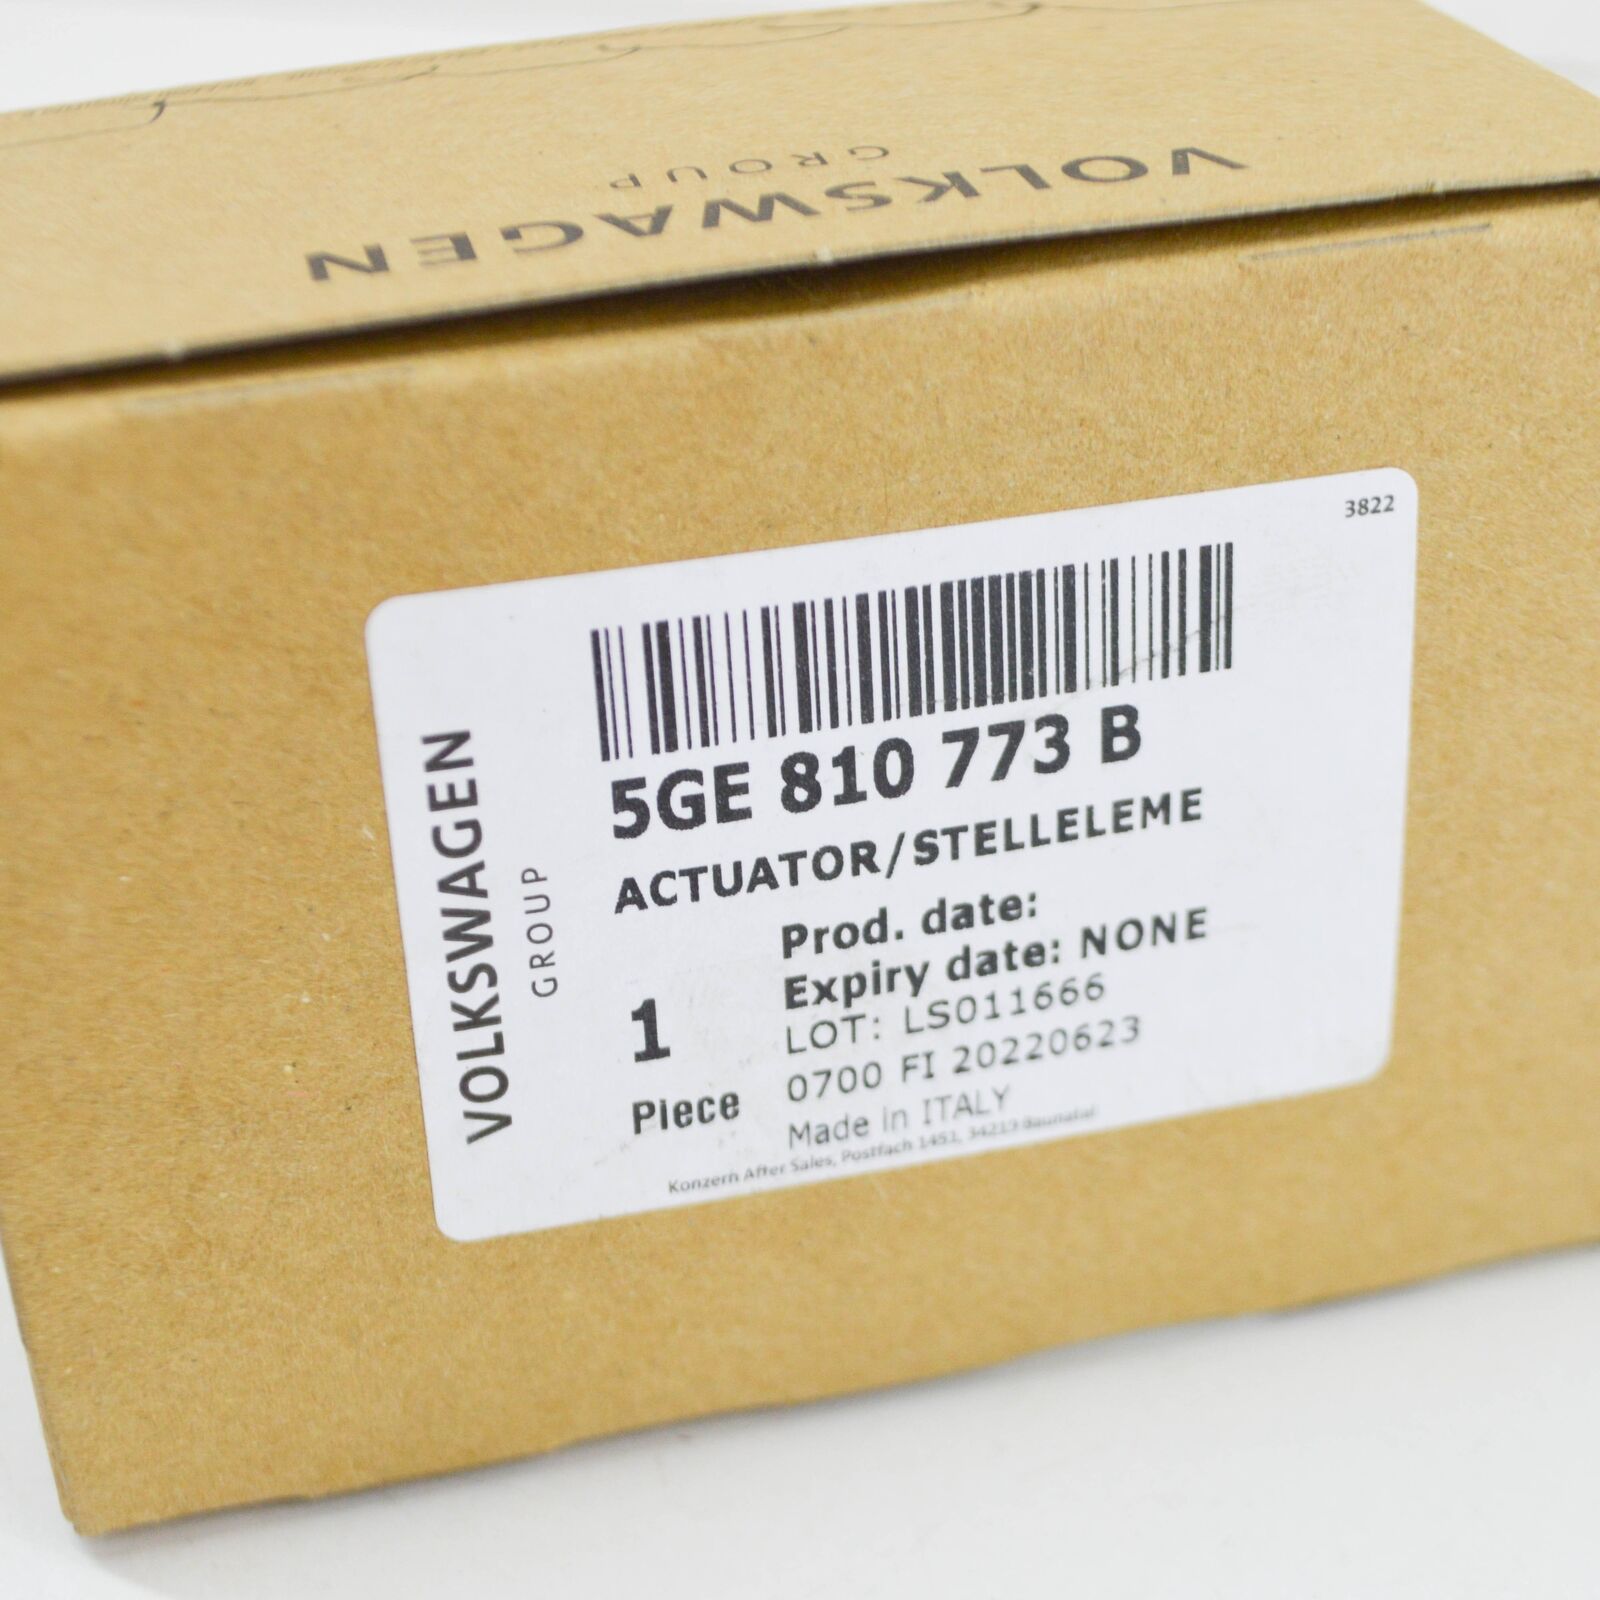 VOLKSWAGEN
GROUP
3822
VOLKSWAGEN
GROUP
5GE 810 773 B
ACTUATOR/STELLELEME
Prod. date:
Expiry date: NONE
LOT: LS011666
0700 FI 20220623
Made in ITALY
1
Piece
Konzern After Sales, Postfach 1451, 34213 Baunatal